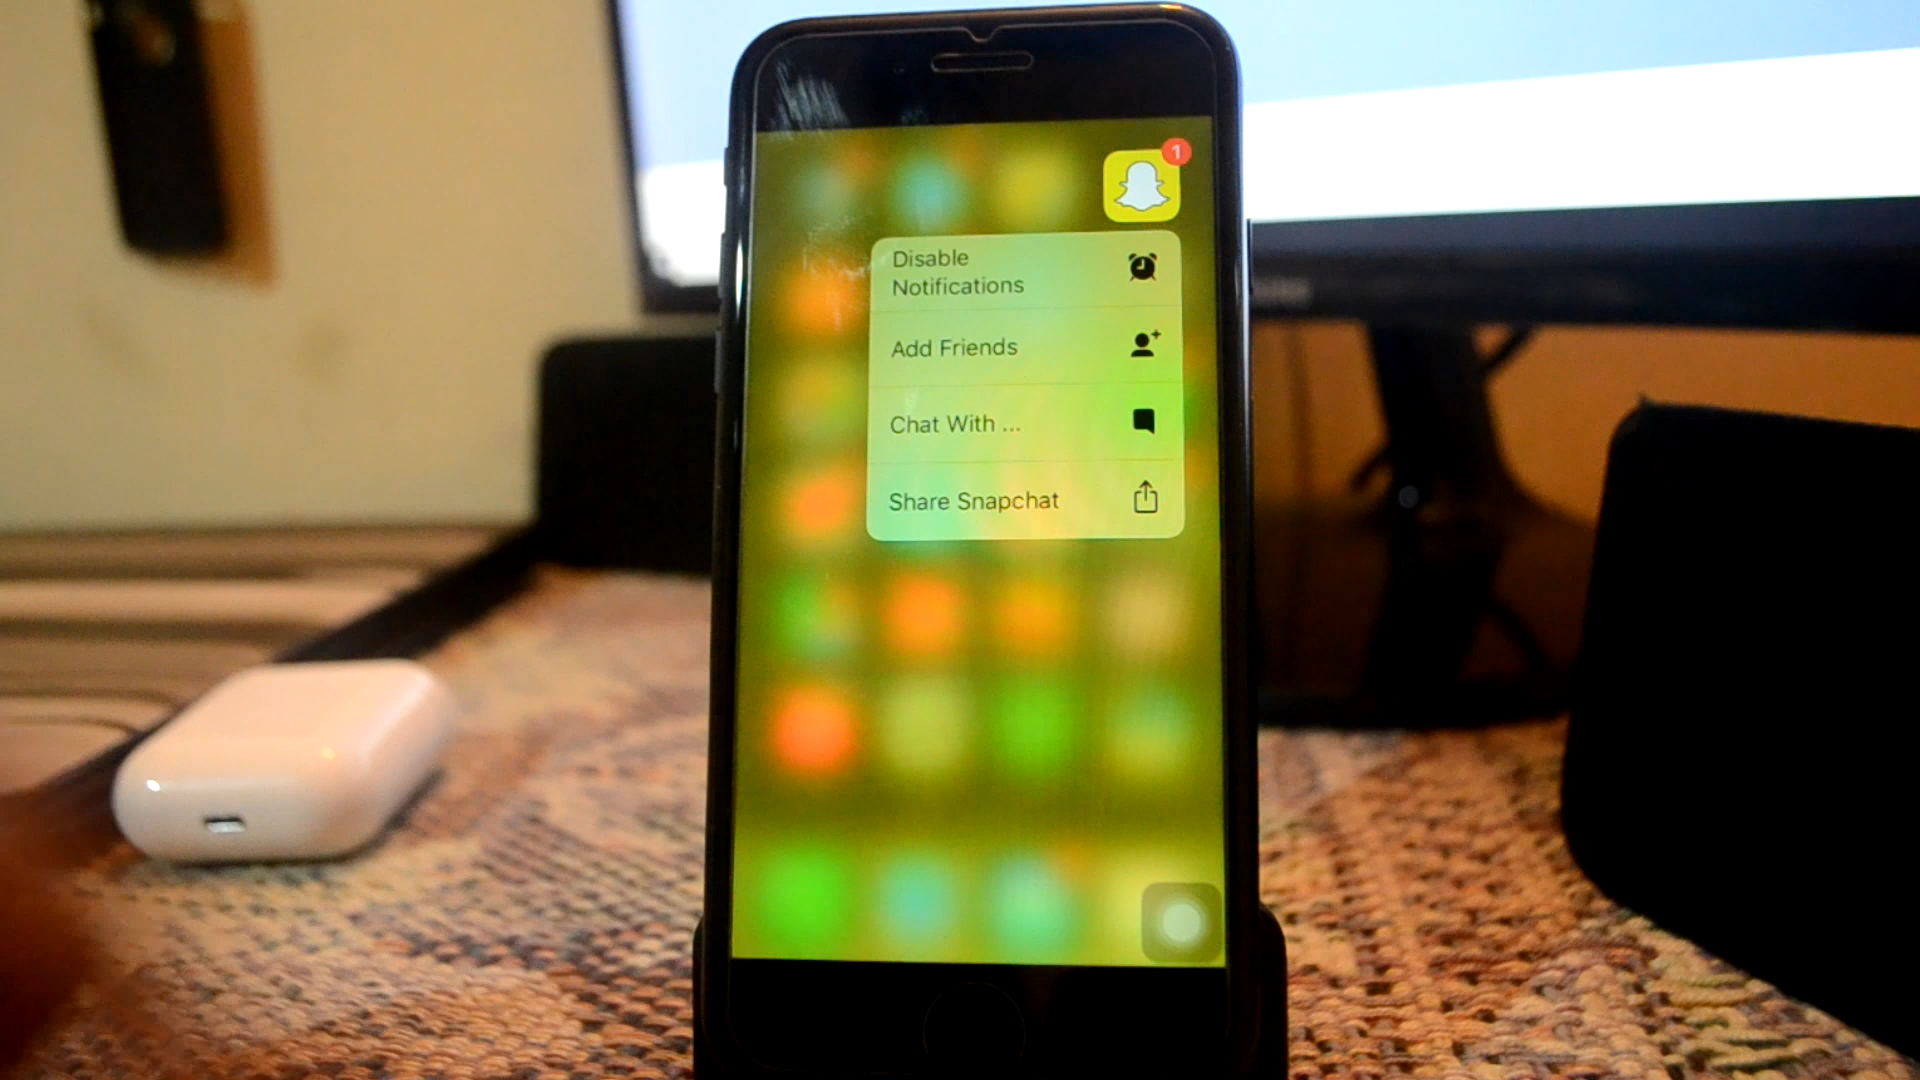 1
Disable
Notifications
Add Friends
Chat With ...
Share Snapchat